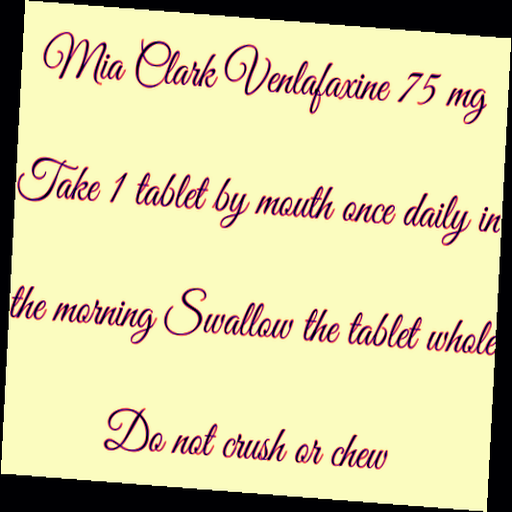 Mia Clark Venlafaxine 75 mg
Take 1 tablet by mouth once daily in
the morning Swallow the tablet whole
Do not crush or chew